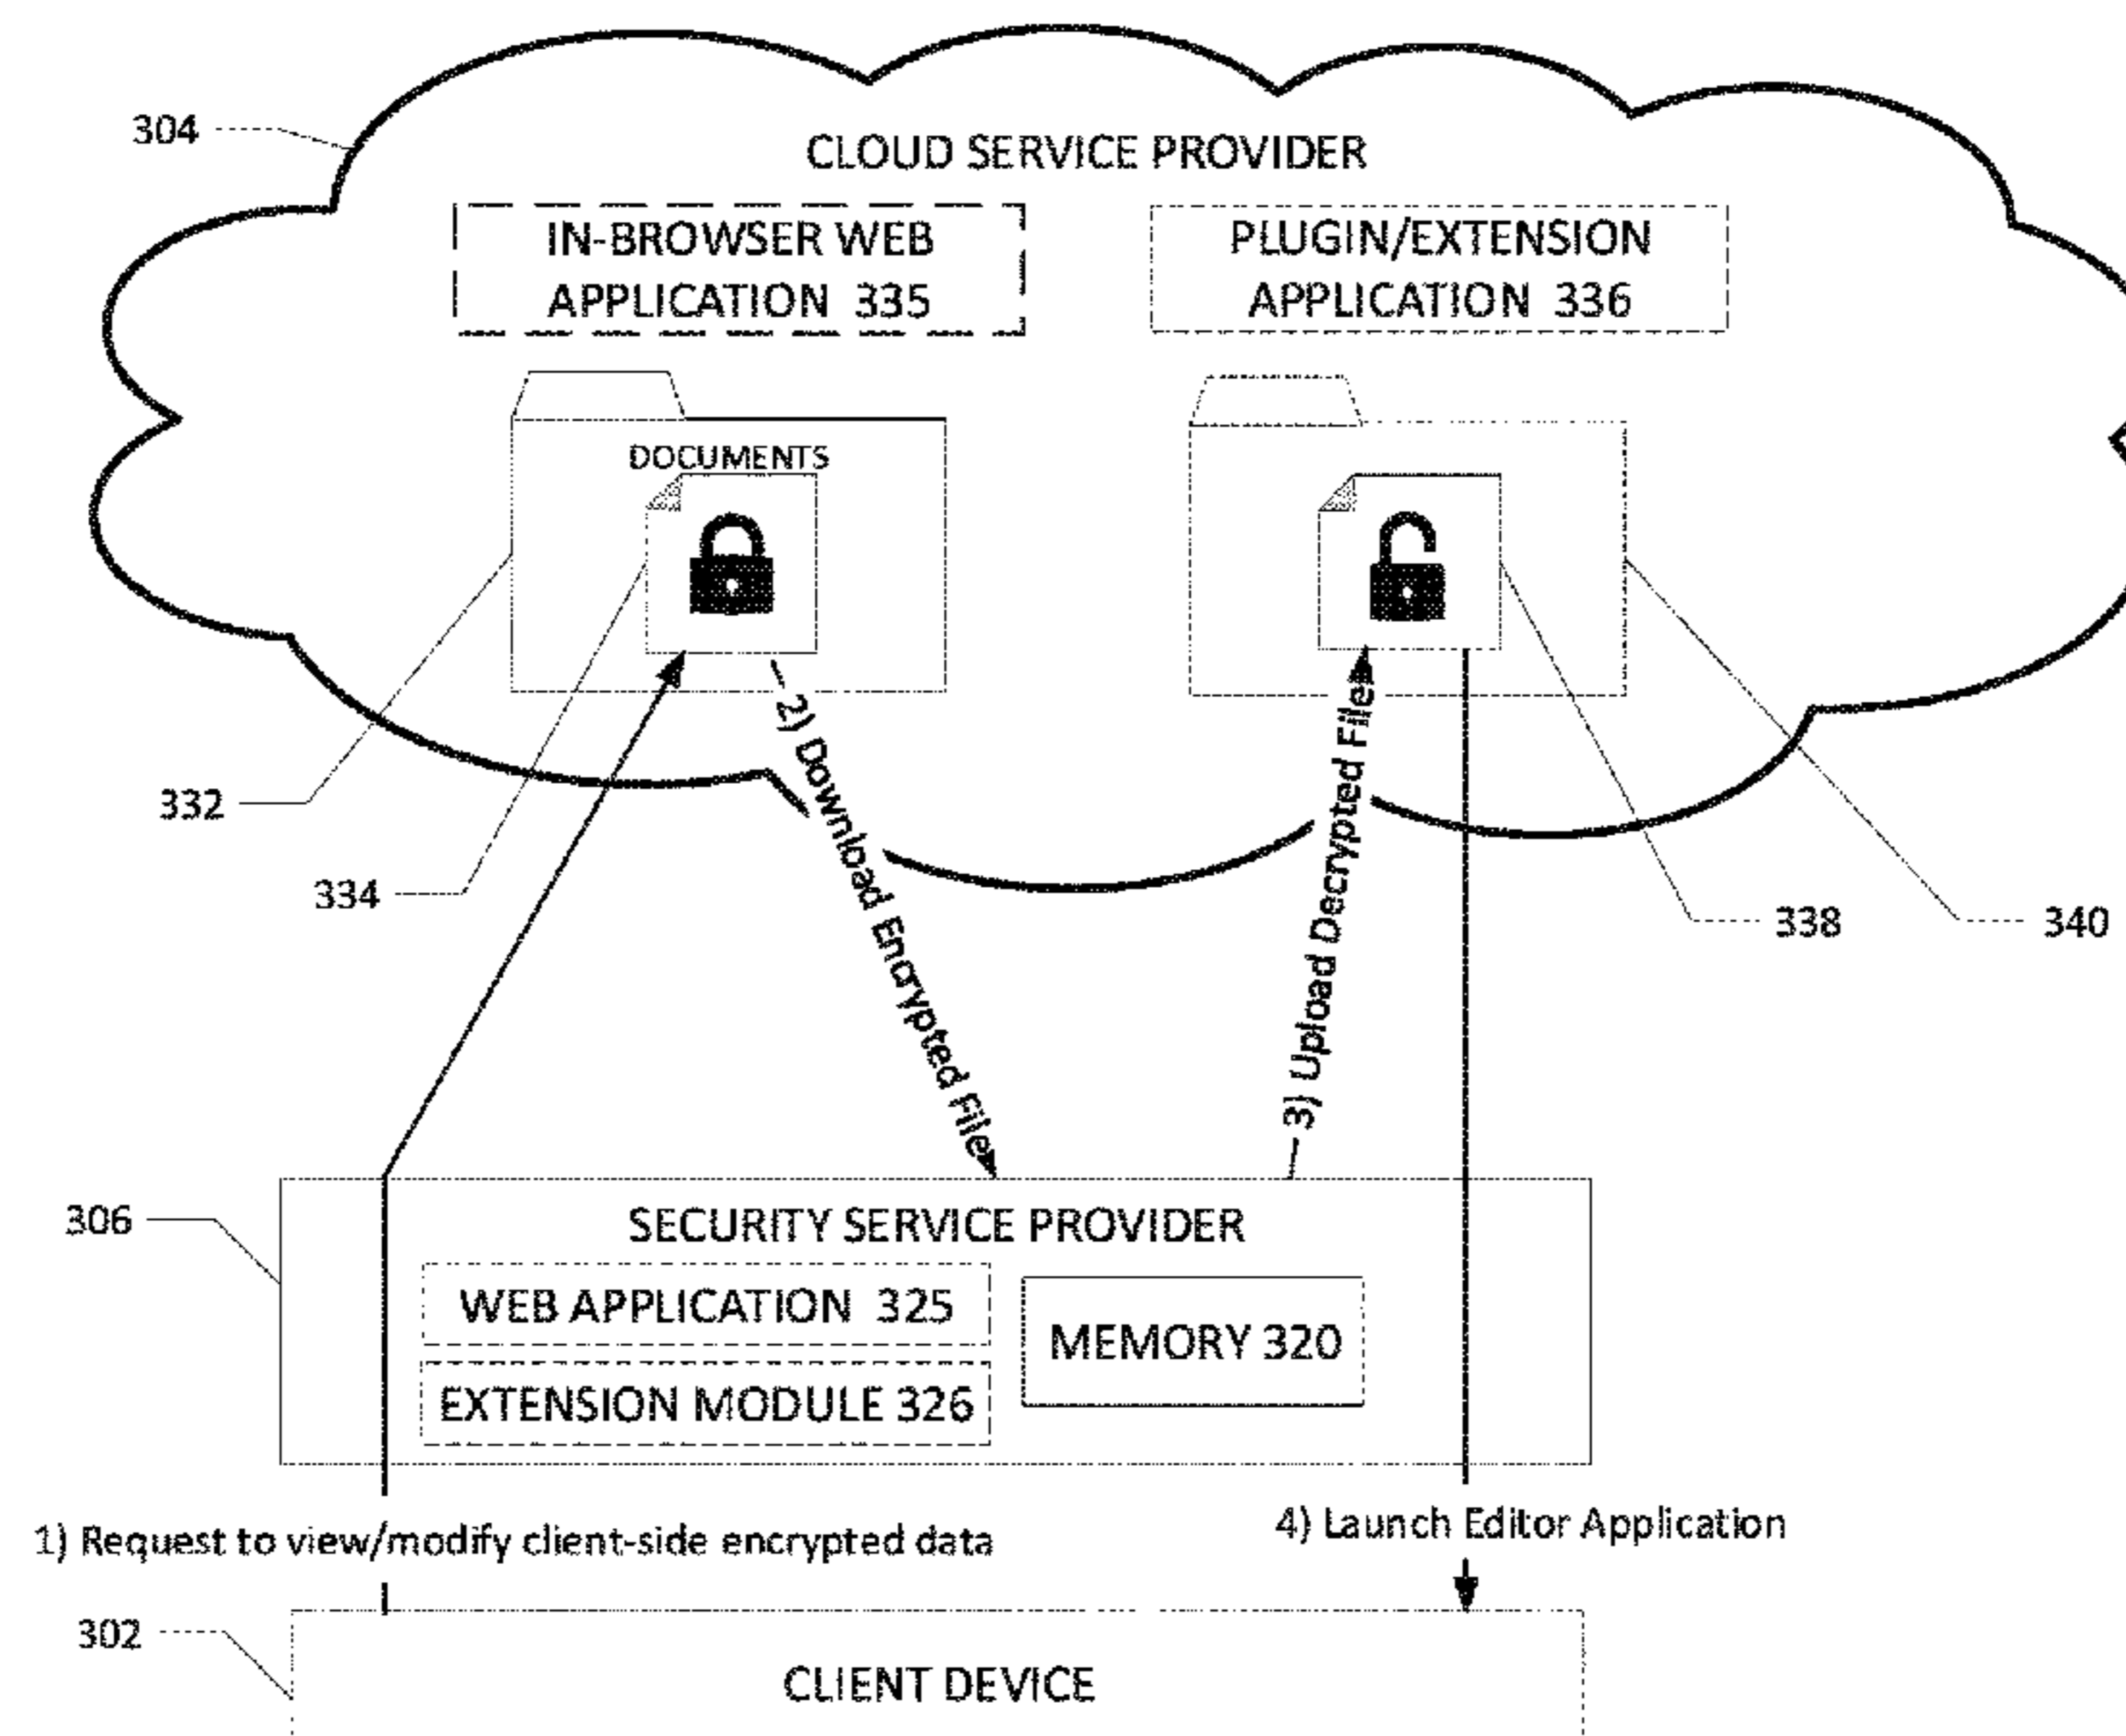 304
CLOUD SERVICE PROVIDER
IN-BROWSER WEB
APPLICATION 335
PLUGIN/EXTENSION
APPLICATION 336
DOCUMENTS
332
334
2) Download Encrypted File
3) Upload Decrypted File
338
340
306
SECURITY SERVICE PROVIDER
WEB APPLICATION 325
MEMORY 320
EXTENSION MODULE 326
1) Request to view/modify client-side encrypted data
4) Launch Editor Application
302
CLIENT DEVICE